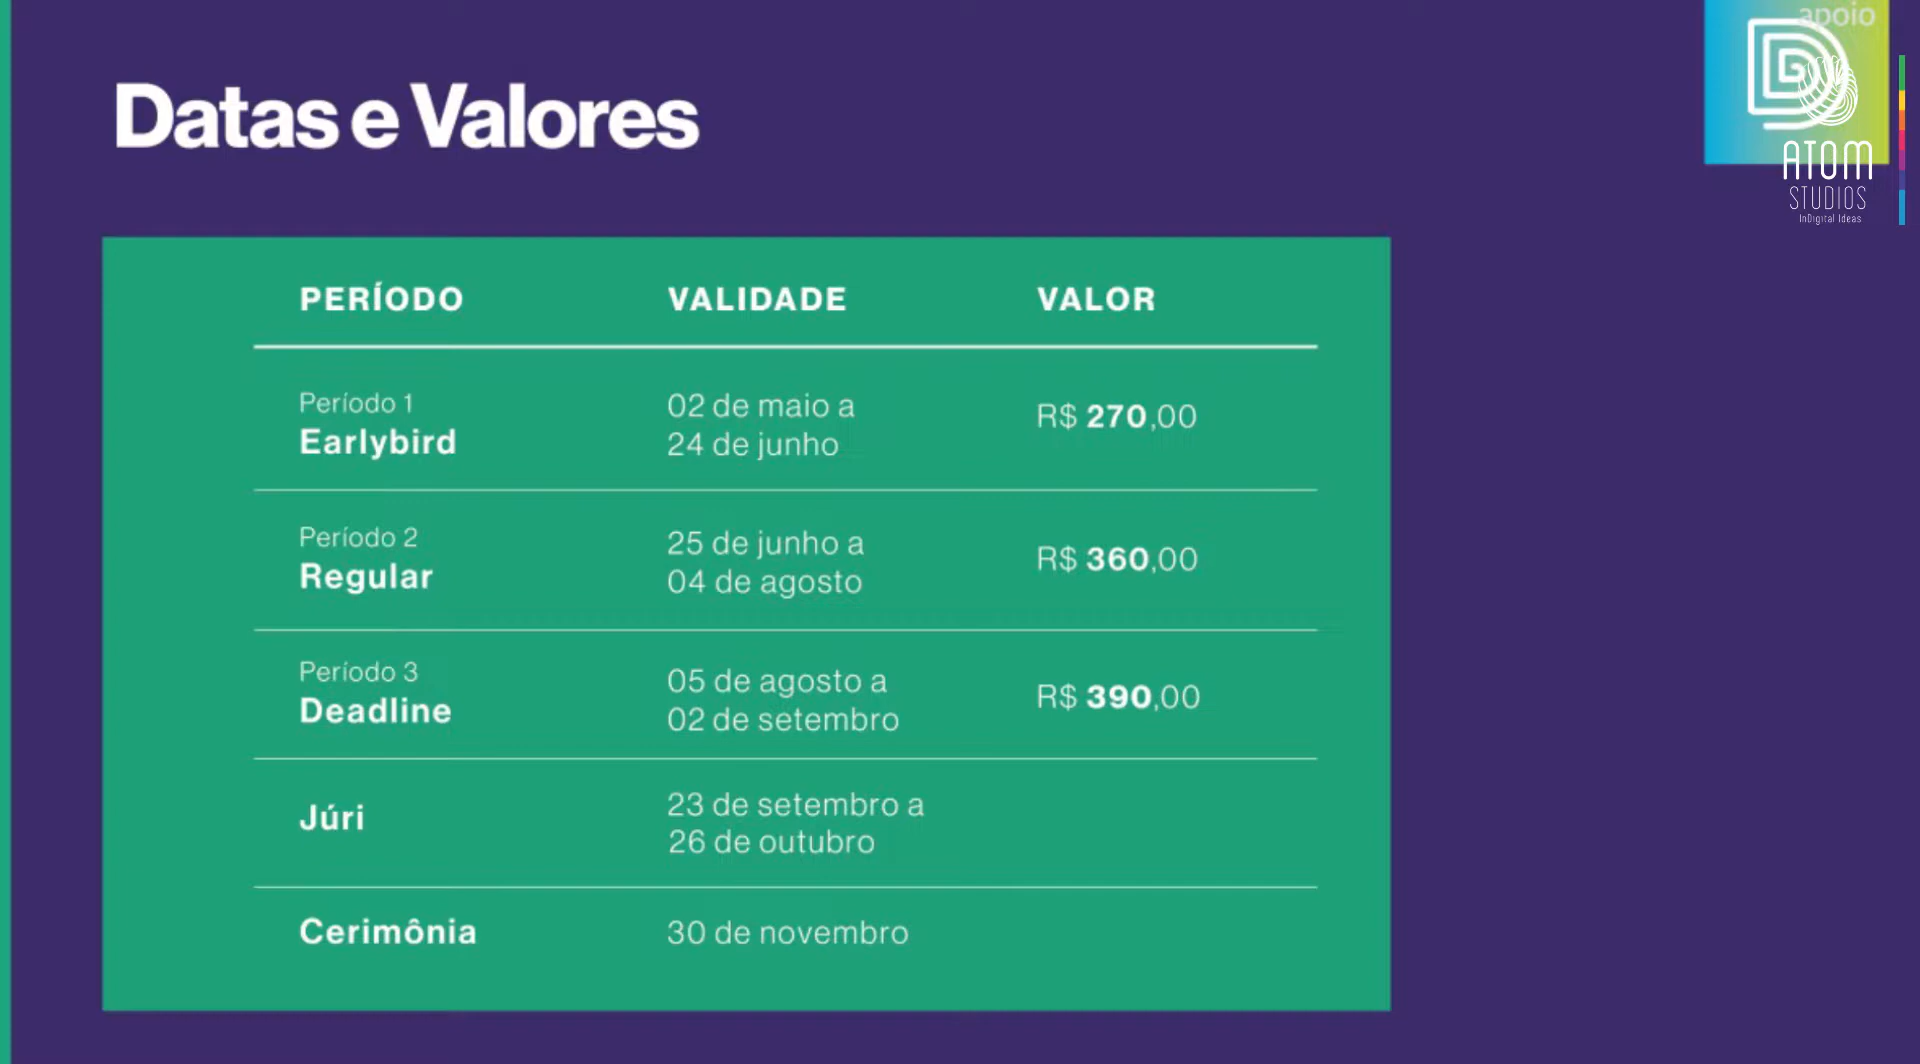 apoio
ATOM
STUDIOS
InDigital Ideas
Datas e Valores
PERÍODO VALIDADE VALOR
Período 1
Earlybird
02 de maio a
24 de junho
R$ 270,00
Período 2
Regular
25 de junho a
04 de agosto
R$ 360,00
Período 3
Deadline
05 de agosto a
02 de setembro
R$ 390,00
Júri
23 de setembro a
26 de outubro
Cerimônia
30 de novembro